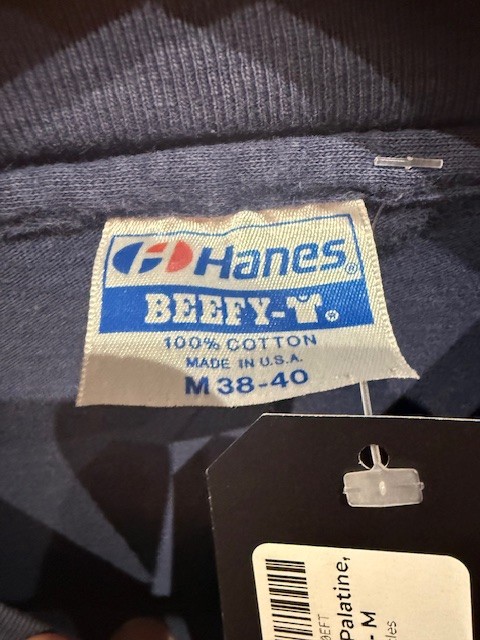 Hanes®
BEEFY-T®
100% COTTON
MADE IN U.S.A.
M 38-40
Palatine,
- M